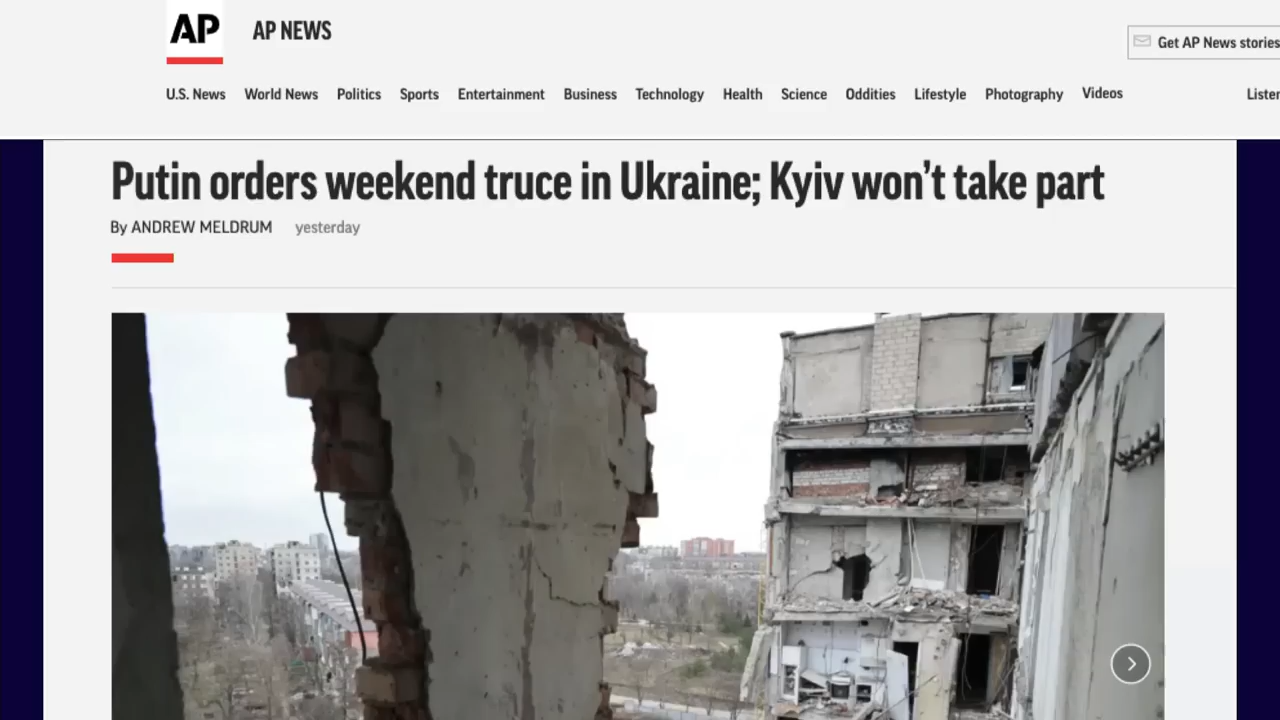 AP
AP NEWS
Get AP News stories
U.S. News World News Politics Sports Entertainment Business Technology Health Science Oddities Lifestyle Photography Videos
Listen
Putin orders weekend truce in Ukraine; Kyiv won't take part
By ANDREW MELDRUM yesterday